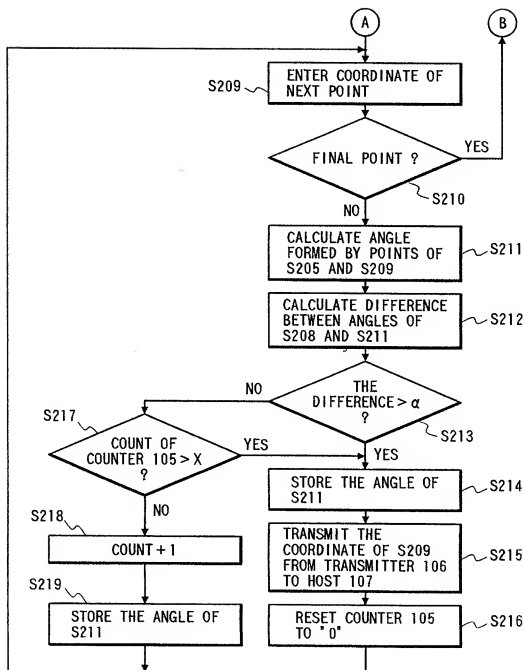 A
B
S209
ENTER COORDINATE OF
NEXT POINT
FINAL POINT ?
YES
S210
NO
CALCULATE ANGLE
FORMED BY POINTS OF
S205 AND S209
S211
CALCULATE DIFFERENCE
BETWEEN ANGLES OF
S208 AND S211
S212
NO
THE
DIFFERENCE > α
?
S213
S217
COUNT OF
COUNTER 105 > X
?
YES
YES
NO
STORE THE ANGLE OF
S211
S214
S218
COUNT + 1
TRANSMIT THE
COORDINATE OF S209
FROM TRANSMITTER 106
TO HOST 107
S215
S219
STORE THE ANGLE OF
S211
RESET COUNTER 105
TO "0"
S216